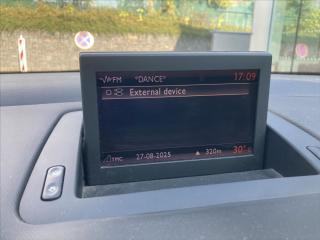 FM "DANCE" 17:09
External device
TMC 27-08-2025 ▲ 320m 30°